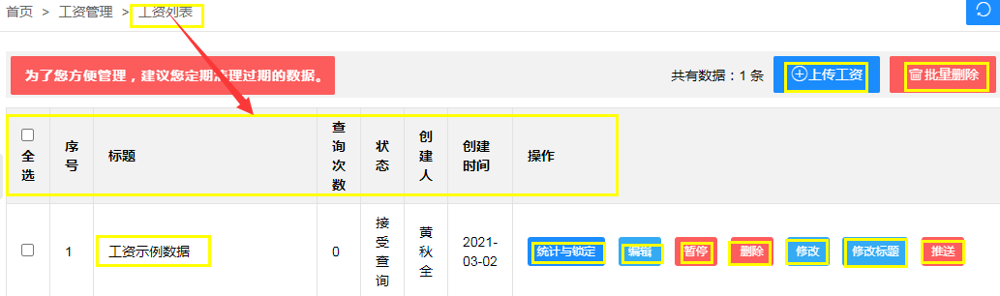 首页 > 工资管理 > 工资列表
为了您方便管理，建议您定期清理过期的数据。
共有数据：1 条
上传工资
批量删除
全选
序号
标题
查询次数
状态
创建人
创建时间
操作
1
工资示例数据
0
接受查询
黄秋全
2021-03-02
统计与锁定
编辑
暂停
删除
修改
修改标题
推送